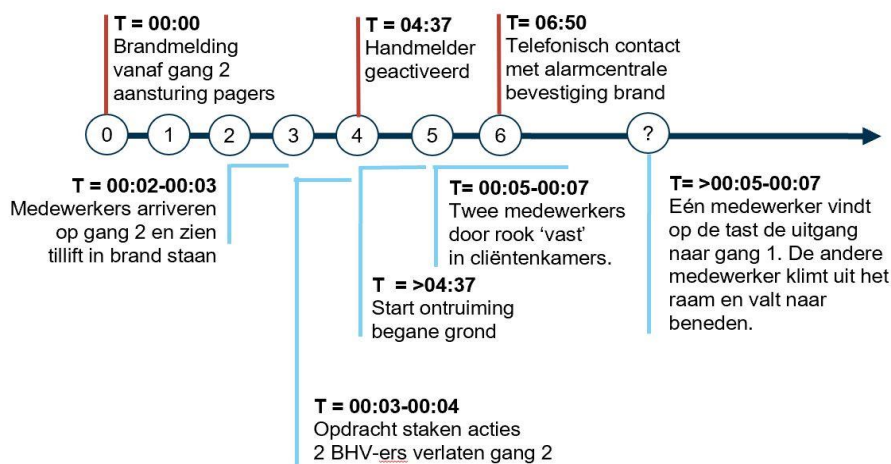 T = 00:00
Brandmelding
vanaf gang 2
aansturing pagers
T = 04:37
Handmelder
geactiveerd
T= 06:50
Telefonisch contact
met alarmcentrale
bevestiging brand
0
1
2
3
4
5
6
?
T = 00:02-00:03
Medewerkers arriveren
op gang 2 en zien
tillift in brand staan
T= 00:05-00:07
Twee medewerkers
door rook ‘vast’
in cliëntenkamers.
T= >00:05-00:07
Eén medewerker vindt
op de tast de uitgang
naar gang 1. De andere
medewerker klimt uit het
raam en valt naar
beneden.
T = >04:37
Start ontruiming
begane grond
T = 00:03-00:04
Opdracht staken acties
2 BHV-ers verlaten gang 2